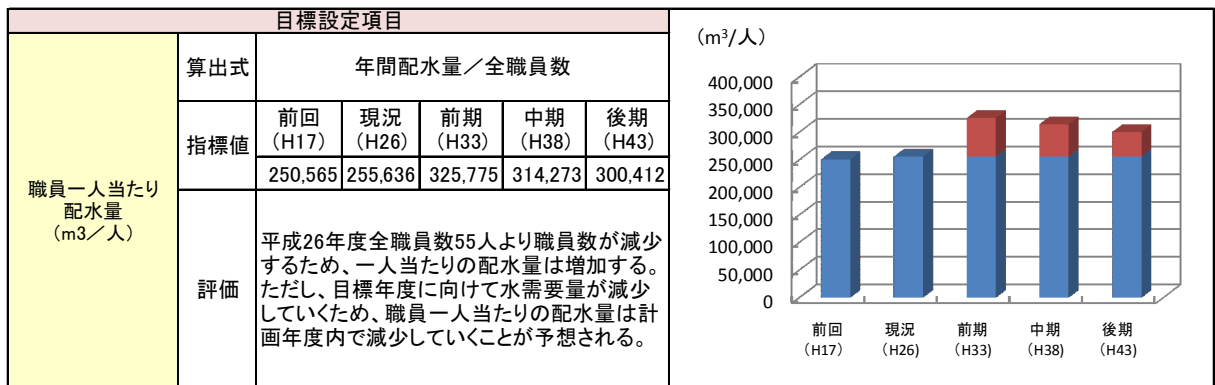 目標設定項目
職員一人当たり
配水量
（m3／人）
算出式
年間配水量／全職員数
指標値
前回
（H17）
現況
（H26）
前期
（H33）
中期
（H38）
後期
（H43）
250,565 255,636 325,775 314,273 300,412
評価
平成26年度全職員数55人より職員数が減少
するため、一人当たりの配水量は増加する。
ただし、目標年度に向けて水需要量が減少
していくため、職員一人当たりの配水量は計
画年度内で減少していくことが予想される。
（m³/人）
400,000
350,000
300,000
250,000
200,000
150,000
100,000
50,000
0
前回 現況 前期 中期 後期
（H17） （H26) （H33) （H38) （H43)